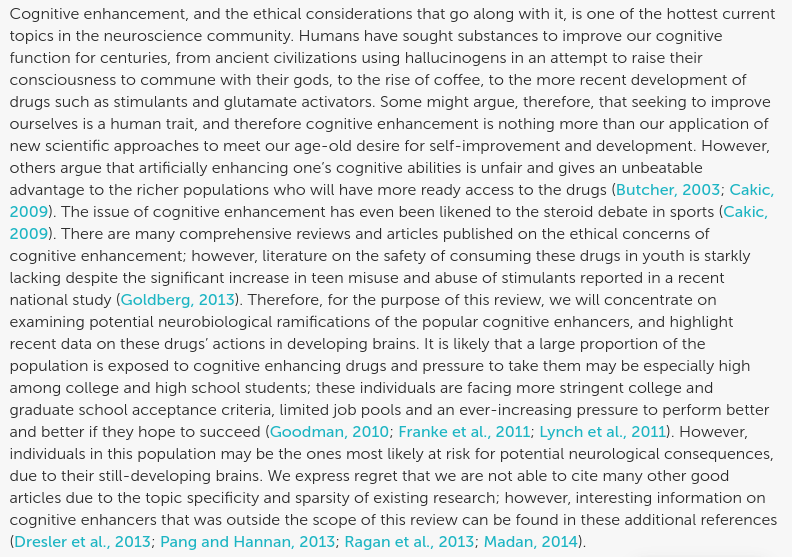 Cognitive enhancement, and the ethical considerations that go along with it, is one of the hottest current
topics in the neuroscience community. Humans have sought substances to improve our cognitive
function for centuries, from ancient civilizations using hallucinogens in an attempt to raise their
consciousness to commune with their gods, to the rise of coffee, to the more recent development of
drugs such as stimulants and glutamate activators. Some might argue, therefore, that seeking to improve
ourselves is a human trait, and therefore cognitive enhancement is nothing more than our application of
new scientific approaches to meet our age-old desire for self-improvement and development. However,
others argue that artificially enhancing one’s cognitive abilities is unfair and gives an unbeatable
advantage to the richer populations who will have more ready access to the drugs (Butcher, 2003; Cakic,
2009). The issue of cognitive enhancement has even been likened to the steroid debate in sports (Cakic,
2009). There are many comprehensive reviews and articles published on the ethical concerns of
cognitive enhancement; however, literature on the safety of consuming these drugs in youth is starkly
lacking despite the significant increase in teen misuse and abuse of stimulants reported in a recent
national study (Goldberg, 2013). Therefore, for the purpose of this review, we will concentrate on
examining potential neurobiological ramifications of the popular cognitive enhancers, and highlight
recent data on these drugs’ actions in developing brains. It is likely that a large proportion of the
population is exposed to cognitive enhancing drugs and pressure to take them may be especially high
among college and high school students; these individuals are facing more stringent college and
graduate school acceptance criteria, limited job pools and an ever-increasing pressure to perform better
and better if they hope to succeed (Goodman, 2010; Franke et al., 2011; Lynch et al., 2011). However,
individuals in this population may be the ones most likely at risk for potential neurological consequences,
due to their still-developing brains. We express regret that we are not able to cite many other good
articles due to the topic specificity and sparsity of existing research; however, interesting information on
cognitive enhancers that was outside the scope of this review can be found in these additional references
(Dresler et al., 2013; Pang and Hannan, 2013; Ragan et al., 2013; Madan, 2014).